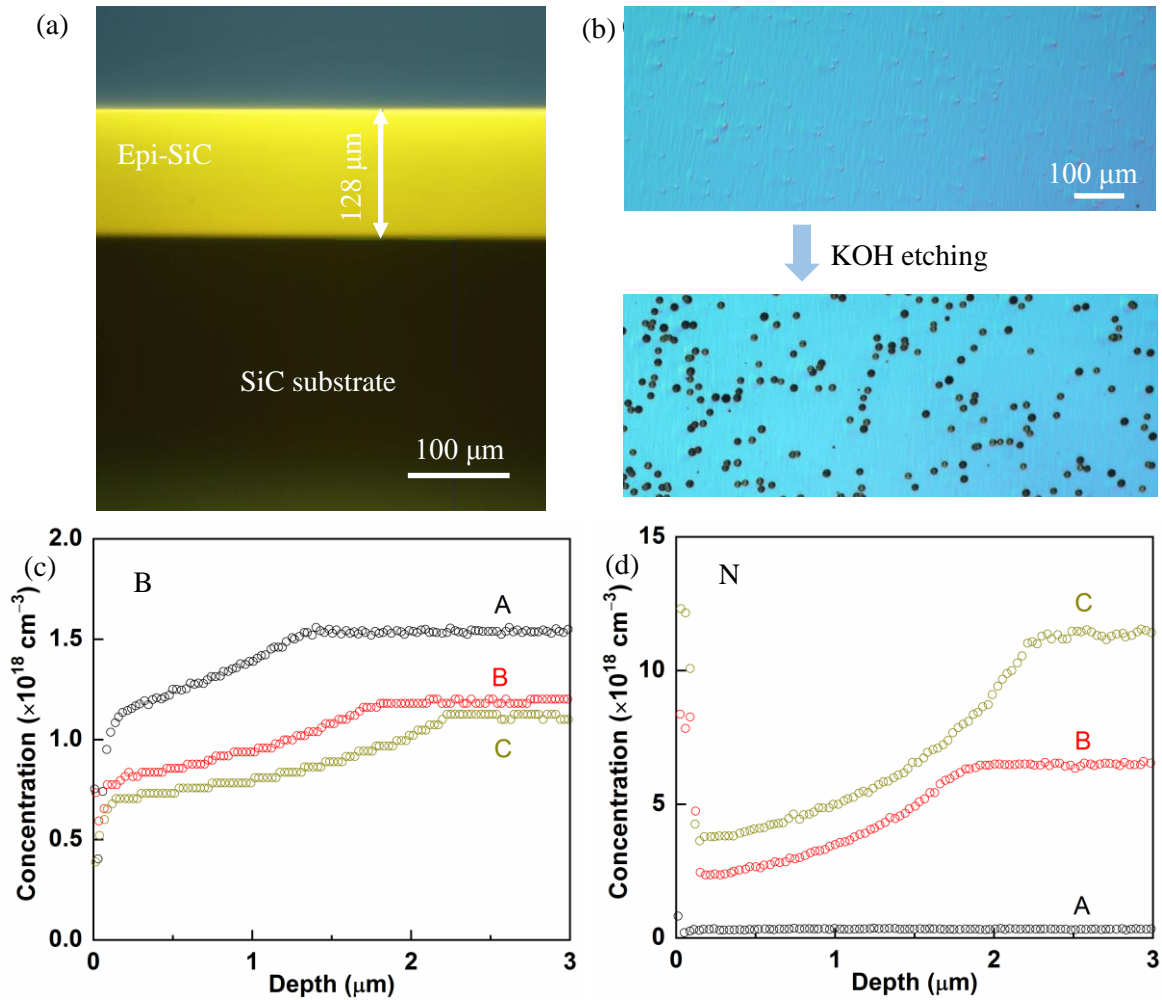 (a)
Epi-SiC
128 μm
SiC substrate
100 μm
(b)
100 μm
KOH etching
(c)
B
A
B
C
2.0
1.5
1.0
0.5
0.0
0
1
2
3
Concentration (×10¹⁸ cm⁻³)
Depth (μm)
(d)
N
C
B
A
15
10
5
0
0
1
2
3
Concentration (×10¹⁸ cm⁻³)
Depth (μm)